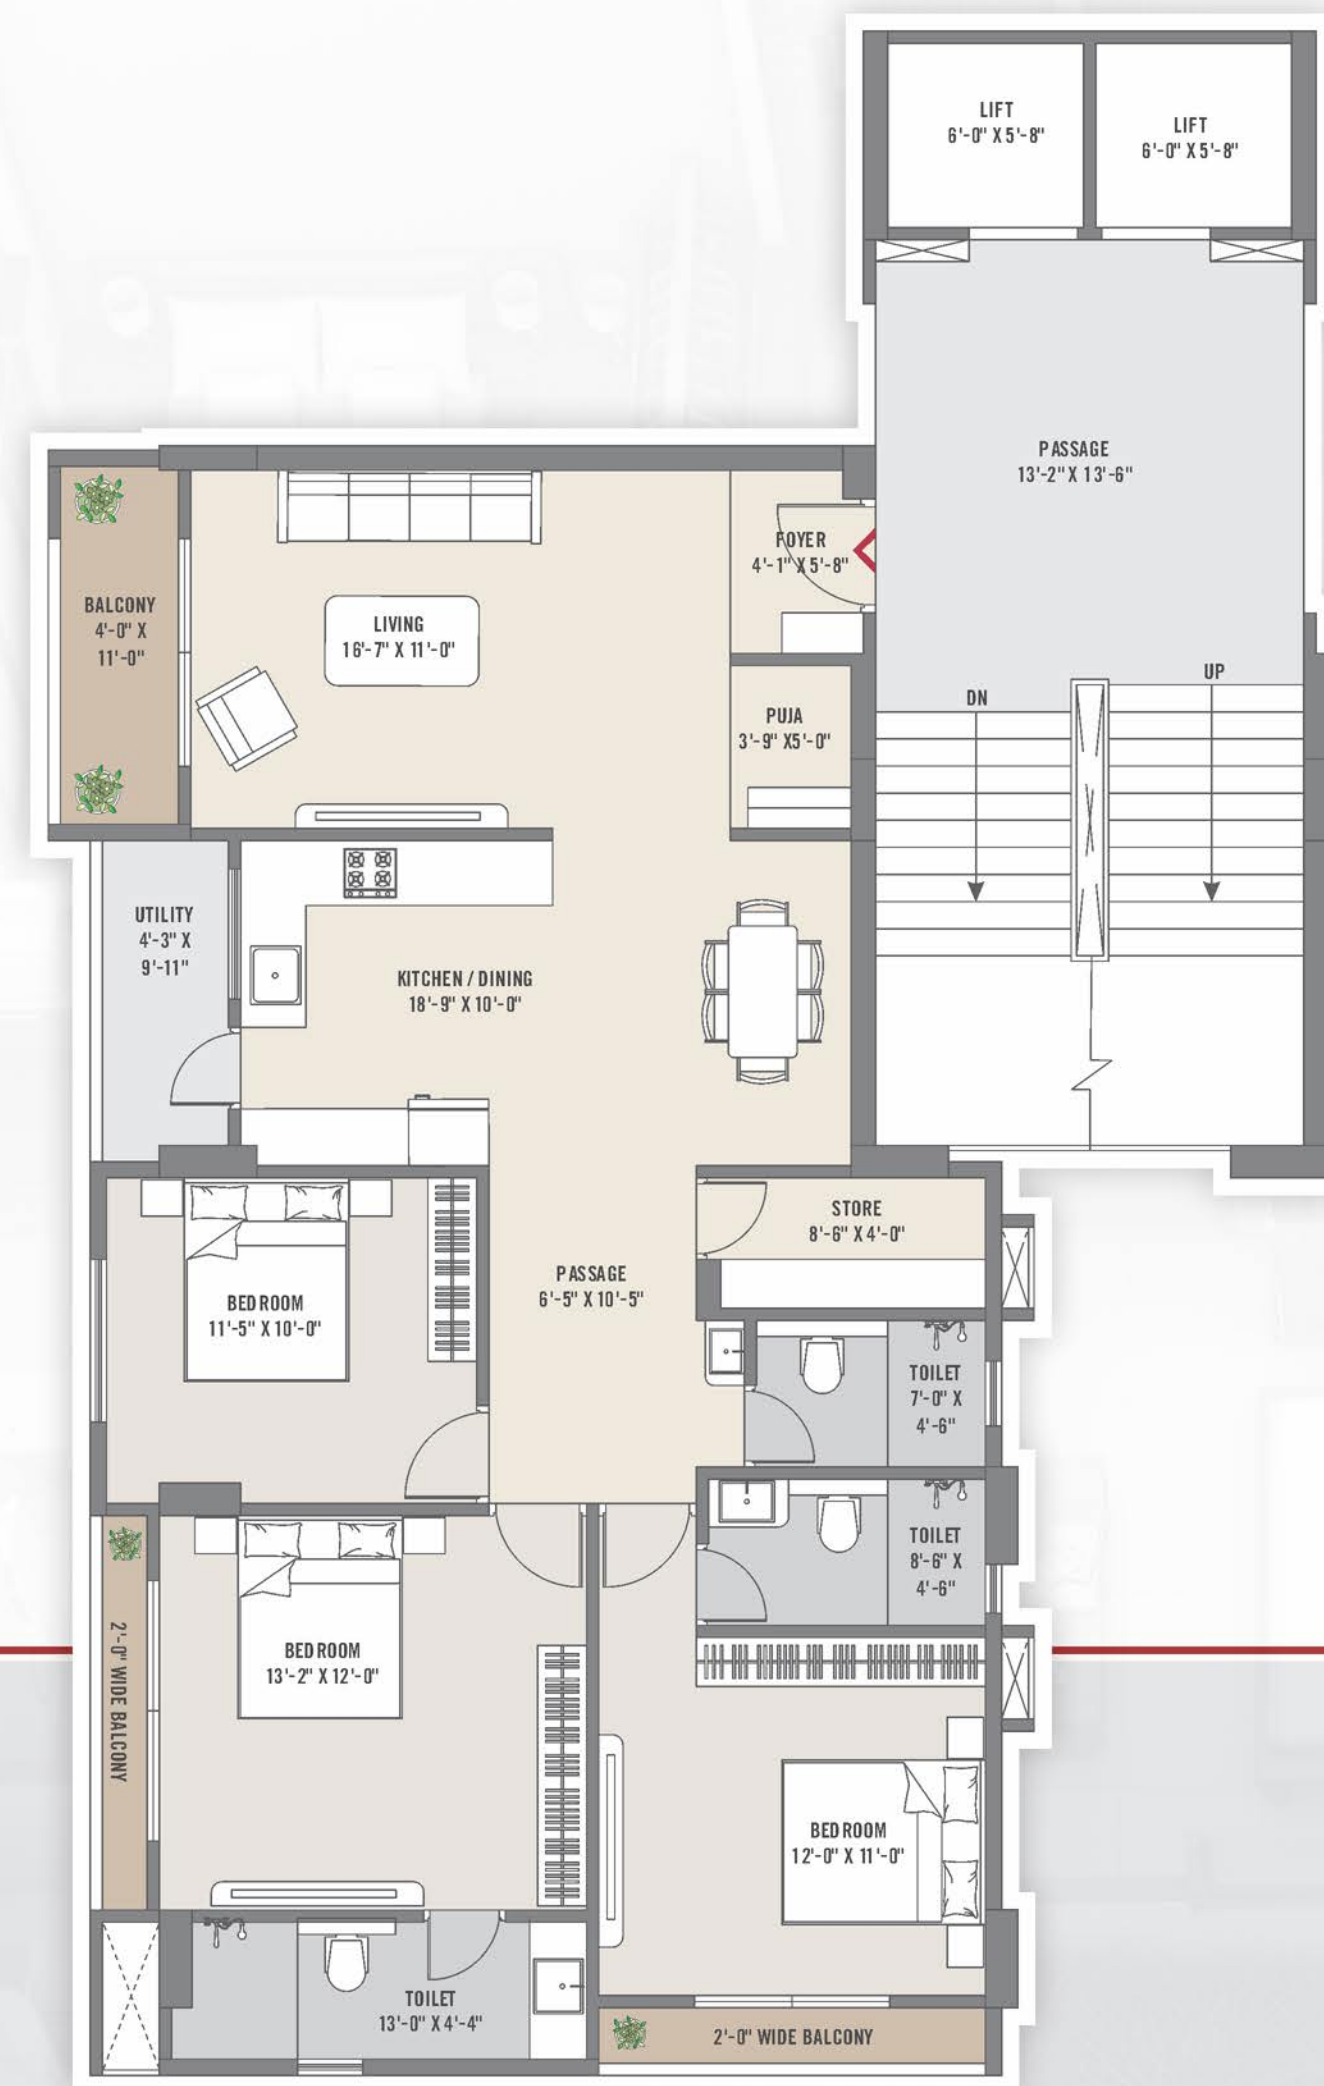 LIFT
6'-0" X 5'-8"
LIFT
6'-0" X 5'-8"
PASSAGE
13'-2" X 13'-6"
FOYER
4'-1" X 5'-8"
BALCONY
4'-0" X
11'-0"
LIVING
16'-7" X 11'-0"
PUJA
3'-9" X5'-0"
DN
UP
UTILITY
4'-3" X
9'-11"
KITCHEN / DINING
18'-9" X 10'-0"
STORE
8'-6" X 4'-0"
PASSAGE
6'-5" X 10'-5"
BEDROOM
11'-5" X 10'-0"
TOILET
7'-0" X
4'-6"
TOILET
8'-6" X
4'-6"
2'-0" WIDE BALCONY
BEDROOM
13'-2" X 12'-0"
BEDROOM
12'-0" X 11'-0"
TOILET
13'-0" X 4'-4"
2'-0" WIDE BALCONY